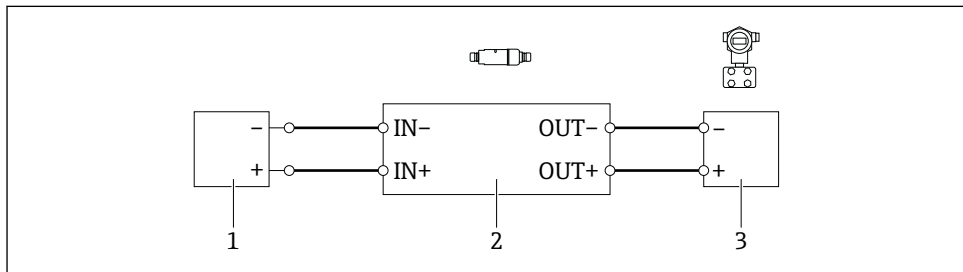 − IN− OUT− −
+ IN+ OUT+ +
1 2 3